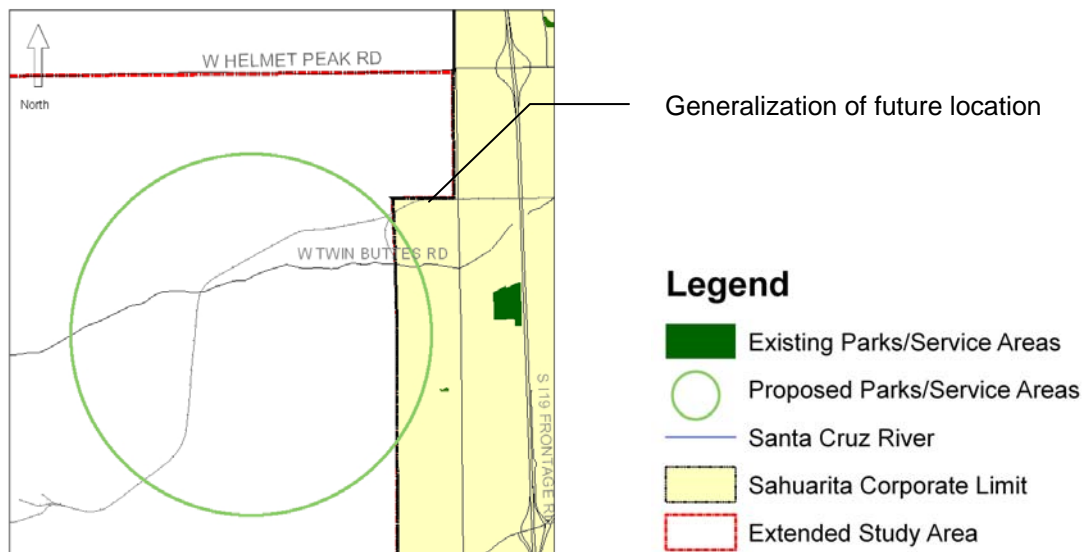 W HELMET PEAK RD
North
Generalization of future location
W TWIN BUTTES RD
S I19 FRONTAGE RD
Legend
Existing Parks/Service Areas
Proposed Parks/Service Areas
Santa Cruz River
Sahuarita Corporate Limit
Extended Study Area